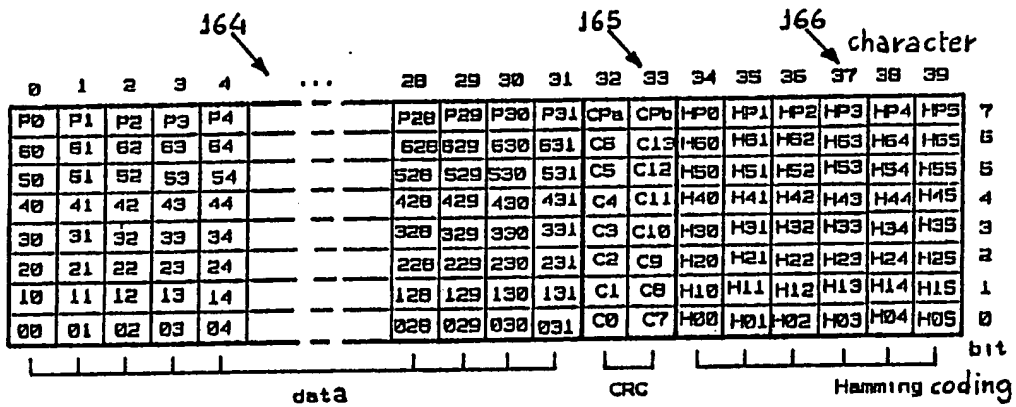 164 165 166
character
0 1 2 3 4 ... 28 29 30 31 32 33 34 35 36 37 38 39
P0 P1 P2 P3 P4 P28 P29 P30 P31 CPa CPb HP0 HP1 HP2 HP3 HP4 HP5 7
60 61 62 63 64 628 629 630 631 C6 C13 H60 H61 H62 H63 H64 H65 6
50 51 52 53 54 528 529 530 531 C5 C12 H50 H51 H52 H53 H54 H55 5
40 41 42 43 44 428 429 430 431 C4 C11 H40 H41 H42 H43 H44 H45 4
30 31 32 33 34 328 329 330 331 C3 C10 H30 H31 H32 H33 H34 H35 3
20 21 22 23 24 228 229 230 231 C2 C9 H20 H21 H22 H23 H24 H25 2
10 11 12 13 14 128 129 130 131 C1 C8 H10 H11 H12 H13 H14 H15 1
00 01 02 03 04 028 029 030 031 C0 C7 H00 H01 H02 H03 H04 H05 0
bit
data CRC Hamming coding